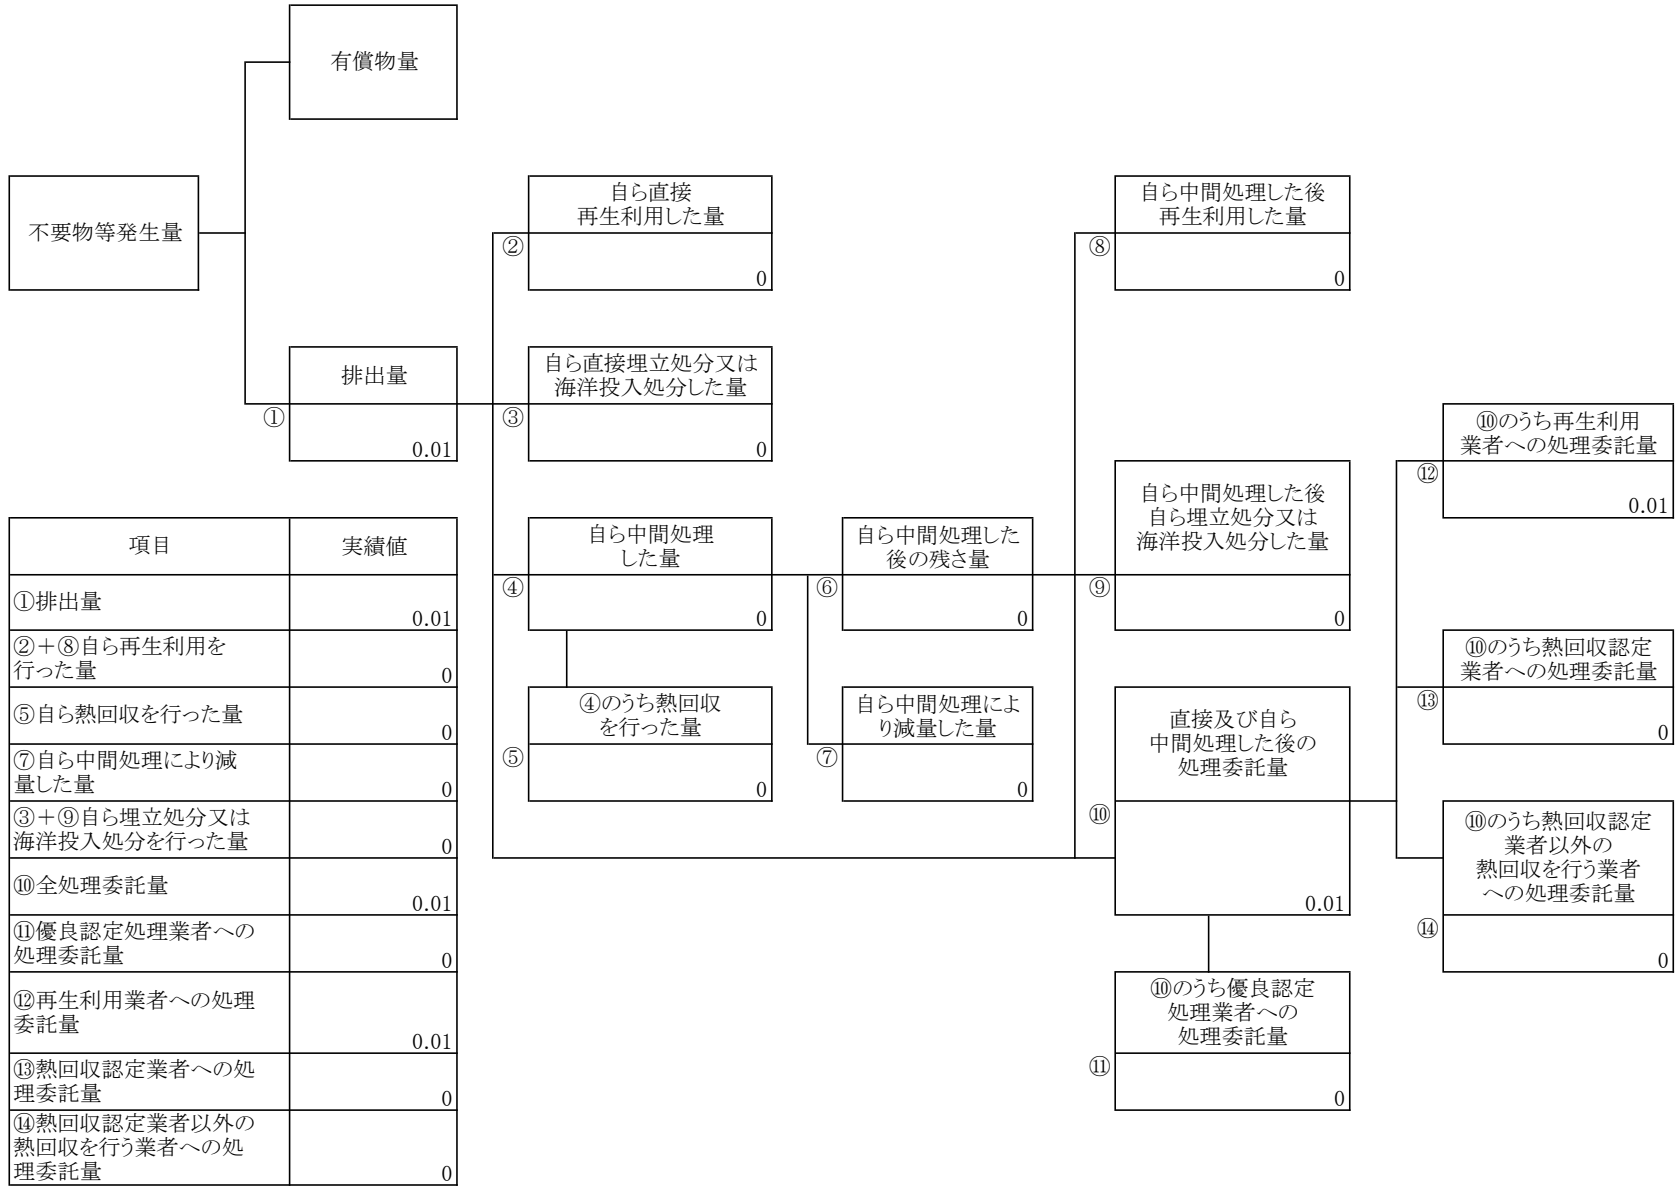 有償物量
不要物等発生量
自ら直接
再生利用した量
②
0
自ら中間処理した後
再生利用した量
⑧
0
排出量
①
0.01
自ら直接埋立処分又は
海洋投入処分した量
③
0
⑩のうち再生利用
業者への処理委託量
⑫
0.01
自ら中間処理
した量
④
0
自ら中間処理した
後の残さ量
⑥
0
自ら中間処理した後
自ら埋立処分又は
海洋投入処分した量
⑨
0
⑩のうち熱回収認定
業者への処理委託量
⑬
0
④のうち熱回収
を行った量
⑤
0
自ら中間処理によ
り減量した量
⑦
0
直接及び自ら
中間処理した後の
処理委託量
⑩
0.01
⑩のうち熱回収認定
業者以外の
熱回収を行う業者
への処理委託量
⑭
0
⑩のうち優良認定
処理業者への
処理委託量
⑪
0
項目 実績値
①排出量
0.01
②＋⑧自ら再生利用を
行った量
0
⑤自ら熱回収を行った量
0
⑦自ら中間処理により減
量した量
0
③＋⑨自ら埋立処分又は
海洋投入処分を行った量
0
⑩全処理委託量
0.01
⑪優良認定処理業者への
処理委託量
0
⑫再生利用業者への処理
委託量
0.01
⑬熱回収認定業者への処
理委託量
0
⑭熱回収認定業者以外の
熱回収を行う業者への処
理委託量
0